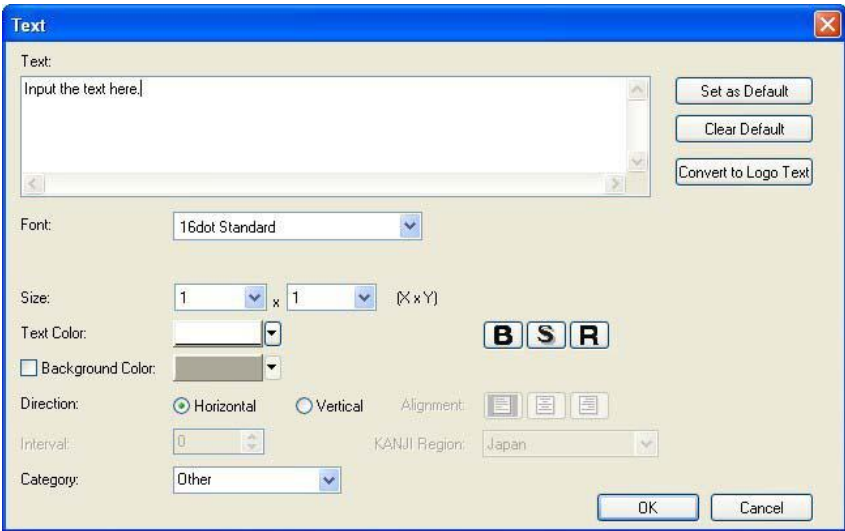 Text
Text:
Input the text here.
Set as Default
Clear Default
Convert to Logo Text
Font: 16dot Standard
Size: 1 x 1 (X x Y)
Text Color: B S R
Background Color:
Direction: Horizontal Vertical Alignment:
Interval: 0 KANJI Region: Japan
Category: Other
OK Cancel